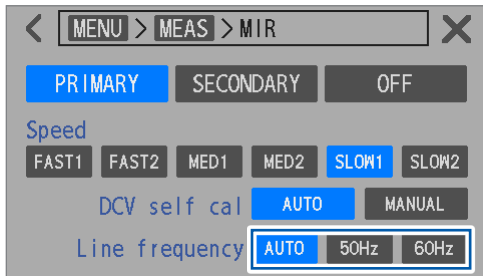 < MENU > MEAS > MIR X
PRIMARY SECONDARY OFF
Speed
FAST1 FAST2 MED1 MED2 SLOW1 SLOW2
DCV self cal AUTO MANUAL
Line frequency AUTO 50Hz 60Hz